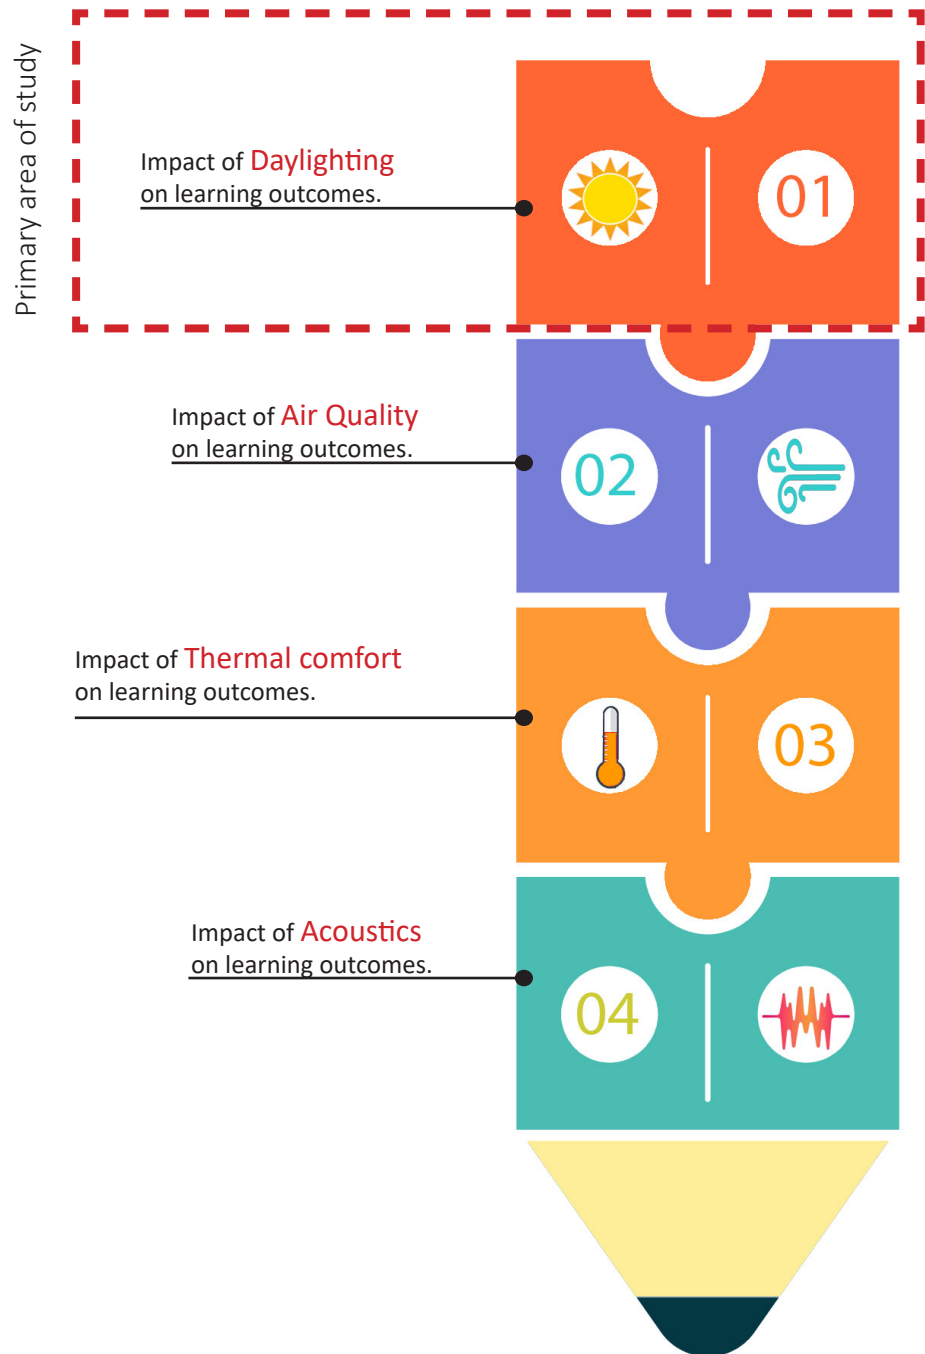 Primary area of study
Impact of Daylighting
on learning outcomes.
01
Impact of Air Quality
on learning outcomes.
02
Impact of Thermal comfort
on learning outcomes.
03
Impact of Acoustics
on learning outcomes.
04